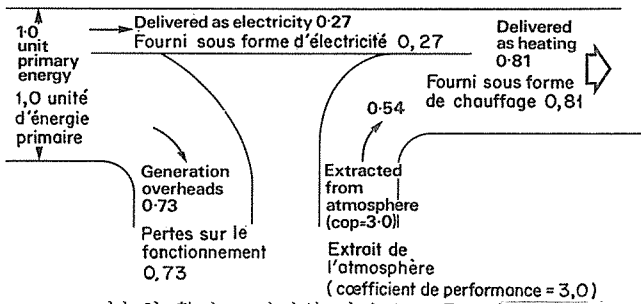 1·0
unit
primary
energy
1,0 unité
d'énergie
primaire
Delivered as electricity 0·27
Fourni sous forme d'électricité 0,27
Delivered
as heating
0·81
Fourni sous forme
de chauffage 0,81
0·54
Generation
overheads
0·73
Pertes sur le
fonctionnement
0,73
Extracted
from
atmosphere
(cop=3·0)
Extrait de
l'atmosphère
(coefficient de performance = 3,0)